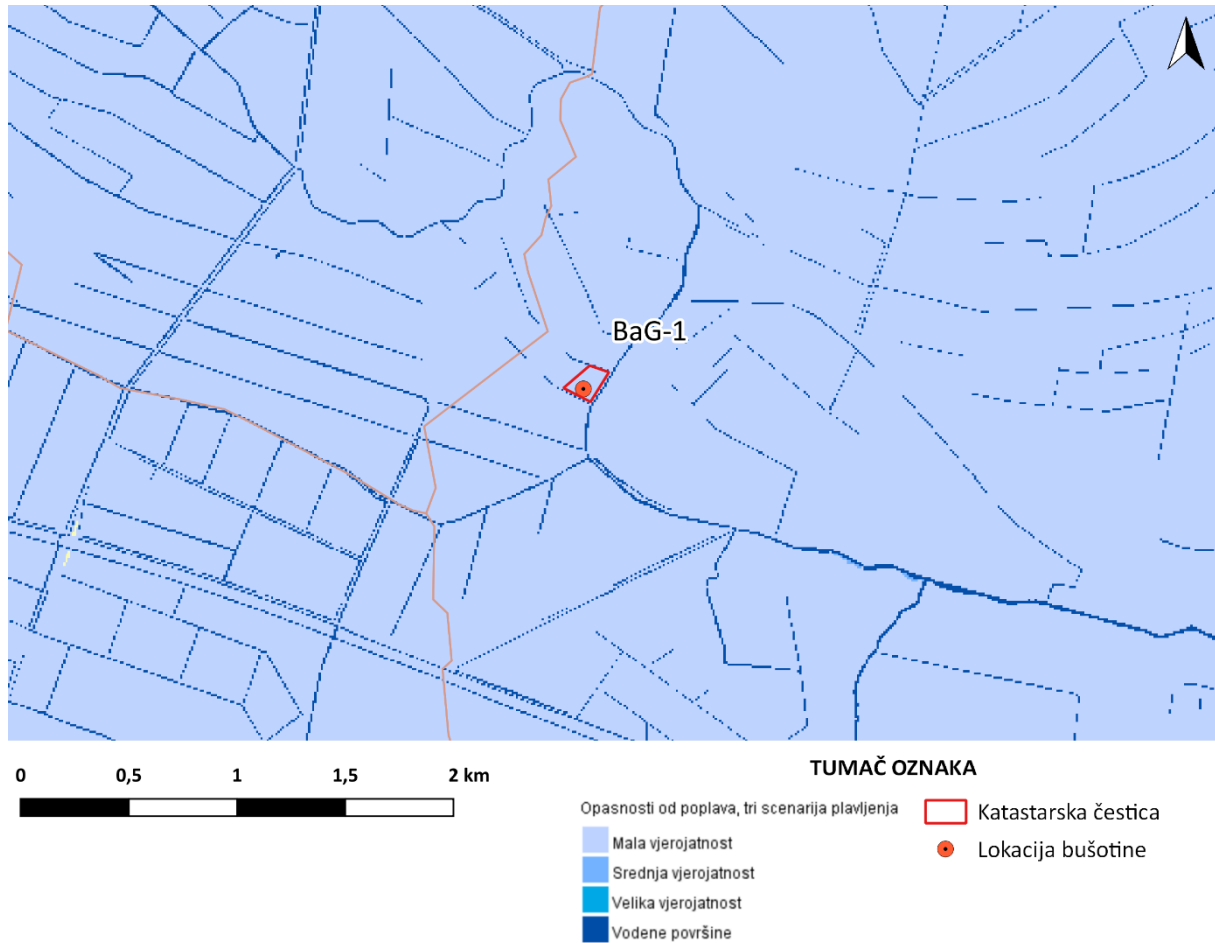 BaG-1
0 0,5 1 1,5 2 km
TUMAČ OZNAKA
Opasnosti od poplava, tri scenarija plavljenja
Mala vjerojatnost
Srednja vjerojatnost
Velika vjerojatnost
Vodene površine
Katastarska čestica
Lokacija bušotine